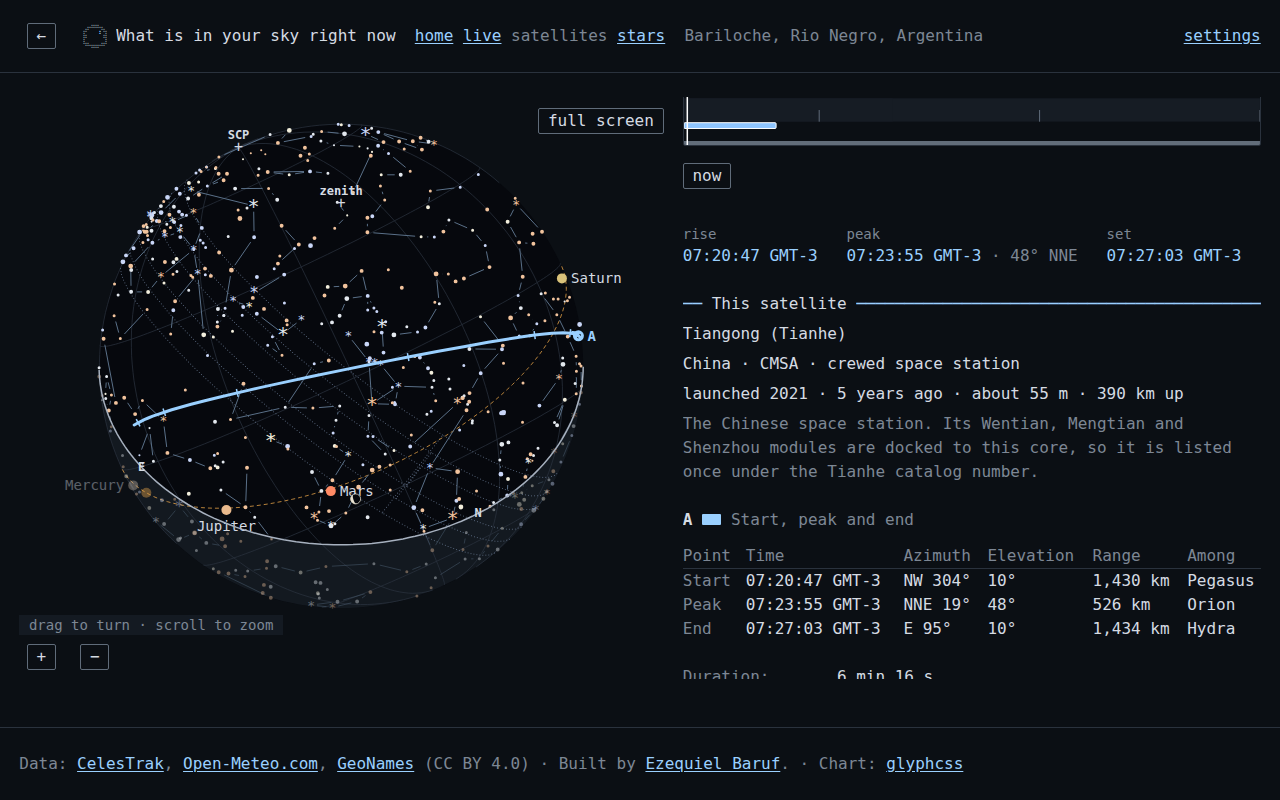 ← What is in your sky right now home live satellites stars Bariloche, Rio Negro, Argentina settings
full screen
SCP
zenith
Saturn
A
E
Mercury
Mars
Jupiter
N
drag to turn · scroll to zoom
+ −
now
rise peak set
07:20:47 GMT-3 07:23:55 GMT-3 · 48° NNE 07:27:03 GMT-3
This satellite
Tiangong (Tianhe)
China · CMSA · crewed space station
launched 2021 · 5 years ago · about 55 m · 390 km up
The Chinese space station. Its Wentian, Mengtian and
Shenzhou modules are docked to this core, so it is listed
once under the Tianhe catalog number.
A Start, peak and end
Point Time Azimuth Elevation Range Among
Start 07:20:47 GMT-3 NW 304° 10° 1,430 km Pegasus
Peak 07:23:55 GMT-3 NNE 19° 48° 526 km Orion
End 07:27:03 GMT-3 E 95° 10° 1,434 km Hydra
Duration: 6 min 16 s
Data: CelesTrak, Open-Meteo.com, GeoNames (CC BY 4.0) · Built by Ezequiel Baruf. · Chart: glyphcss